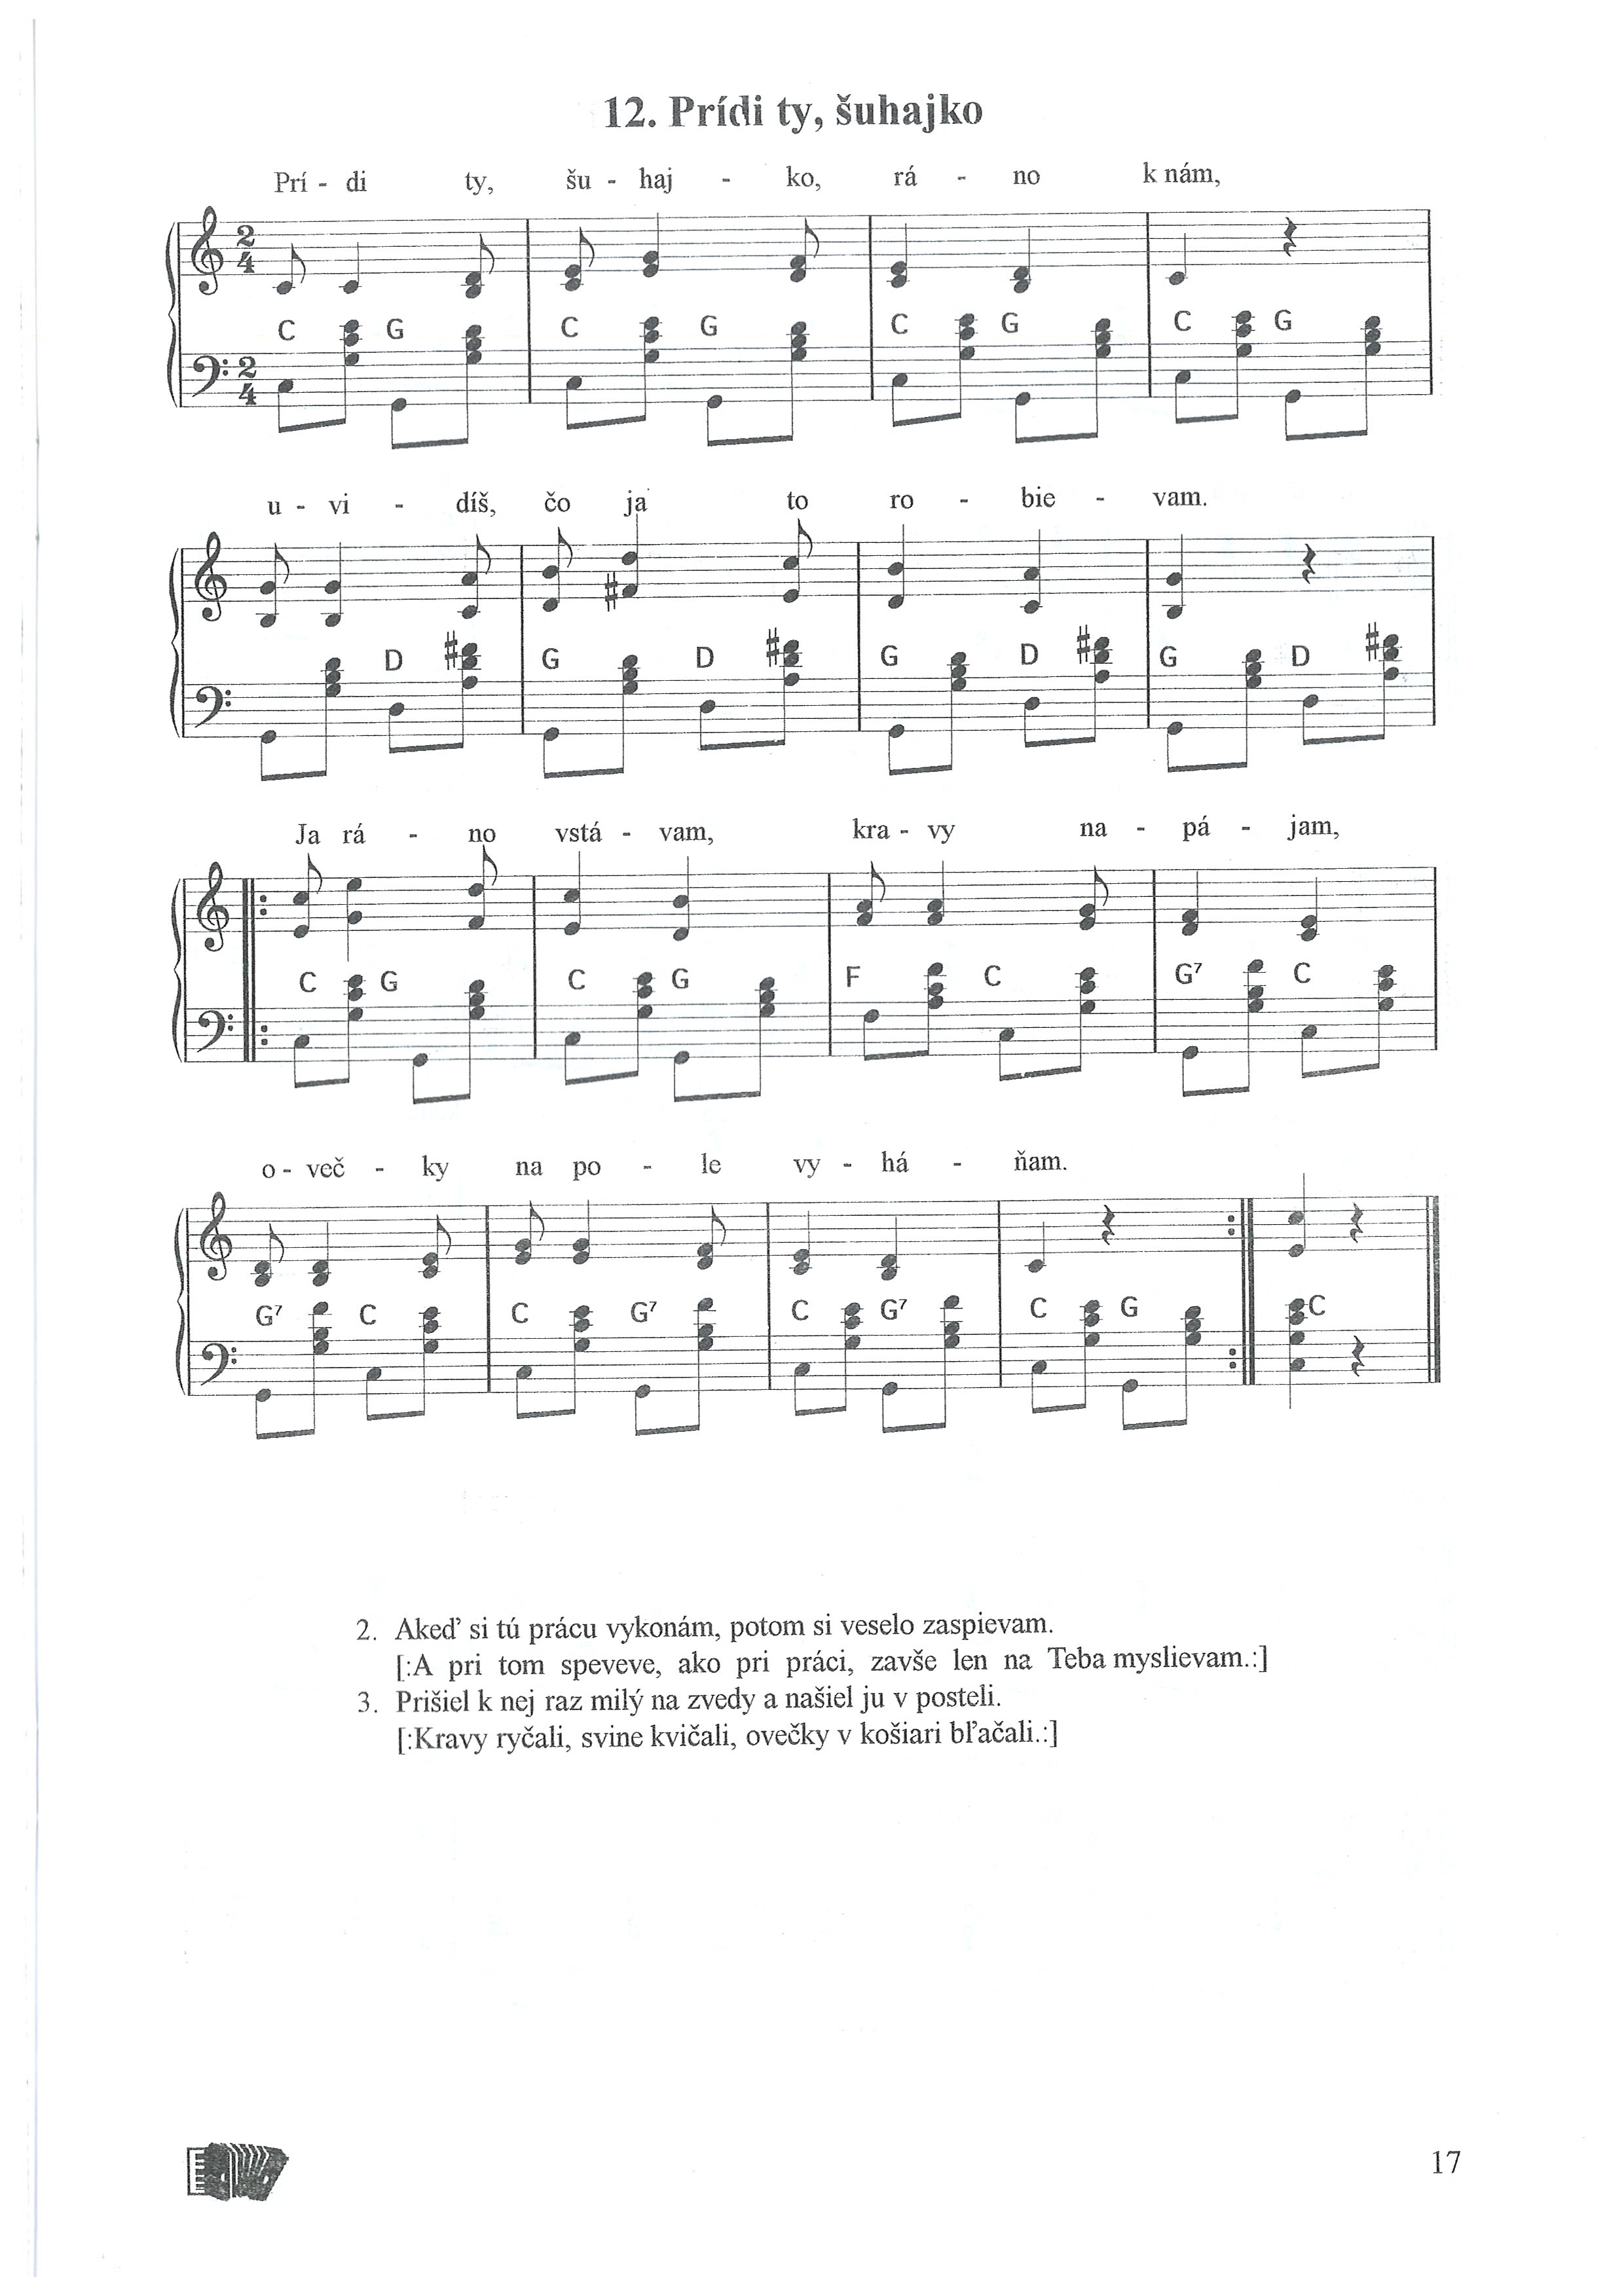 12. Prídi ty, šuhajko
Prí - di ty, šu - haj - ko, rá - no k nám,
2 4
C G C G C G C G
2 4
u - vi - díš, čo ja to ro - bie - vam.
D G D G D G D
Ja rá - no vstá - vam, kra - vy na - pá - jam,
C G C G F C G7 C
o - več - ky na po - le vy - há - ňam.
G7 C C G7 C G7 C G C
2. Akeď si tú prácu vykonám, potom si veselo zaspievam.
[:A pri tom speveve, ako pri práci, zavše len na Teba myslievam.:]
3. Prišiel k nej raz milý na zvedy a našiel ju v posteli.
[:Kravy ryčali, svine kvičali, ovečky v košiari bľačali.:]
17